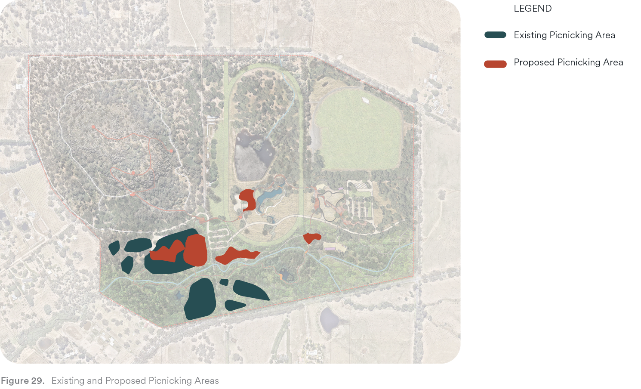 LEGEND
Existing Picnicking Area
Proposed Picnicking Area
Figure 29. Existing and Proposed Picnicking Areas